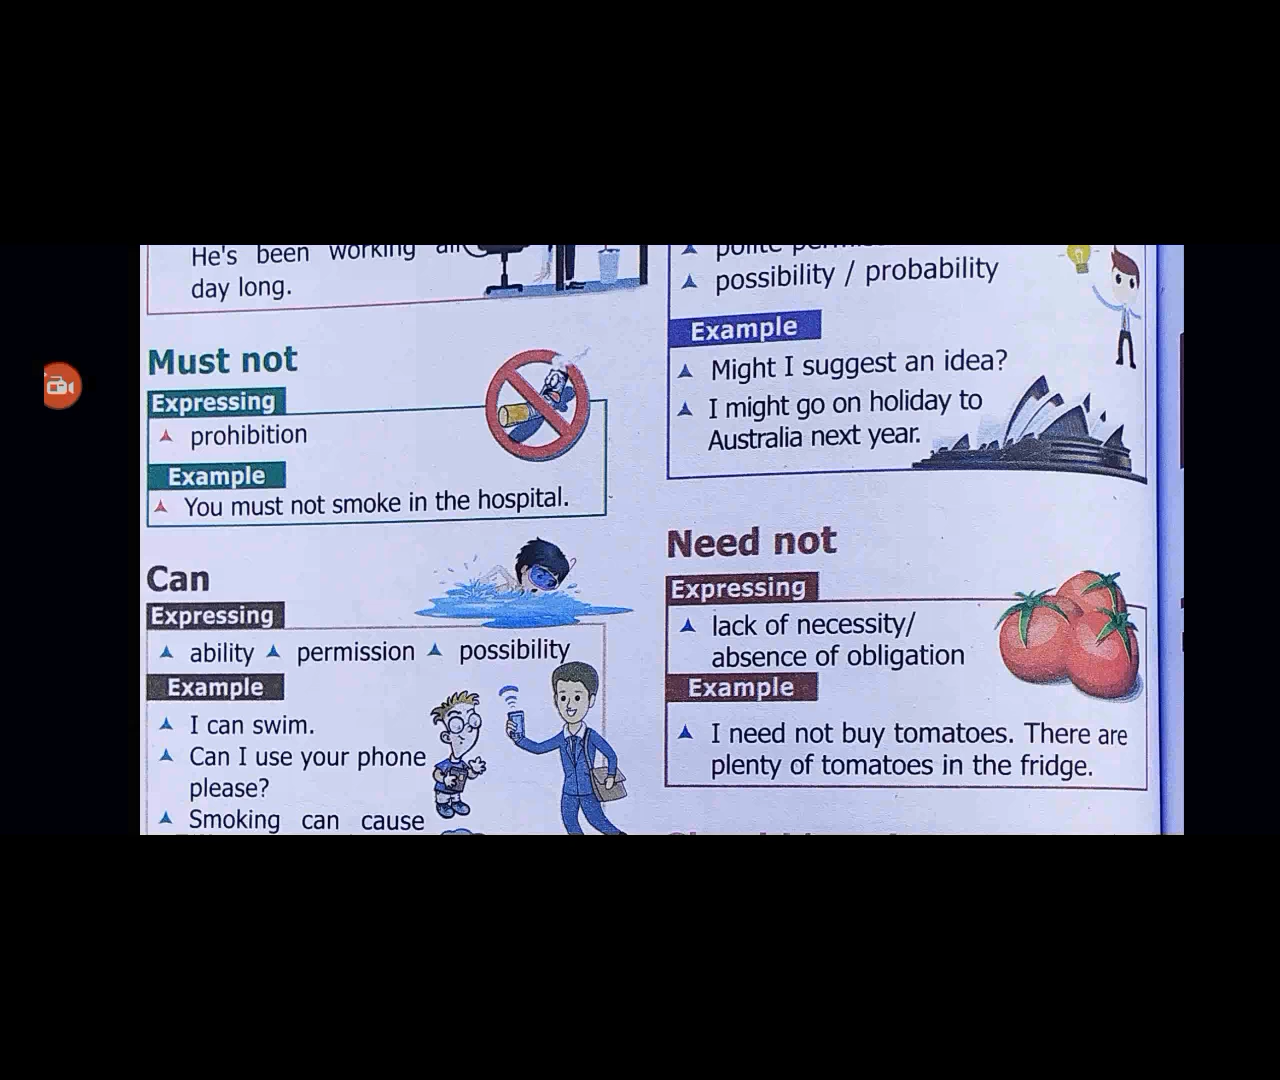 He's been working all
day long.
Must not
Expressing
prohibition
Example
You must not smoke in the hospital.
Can
Expressing
ability permission possibility
Example
I can swim.
Can I use your phone
please?
Smoking can cause
polite
possibility / probability
Example
Might I suggest an idea?
I might go on holiday to
Australia next year.
Need not
Expressing
lack of necessity/
absence of obligation
Example
I need not buy tomatoes. There are
plenty of tomatoes in the fridge.